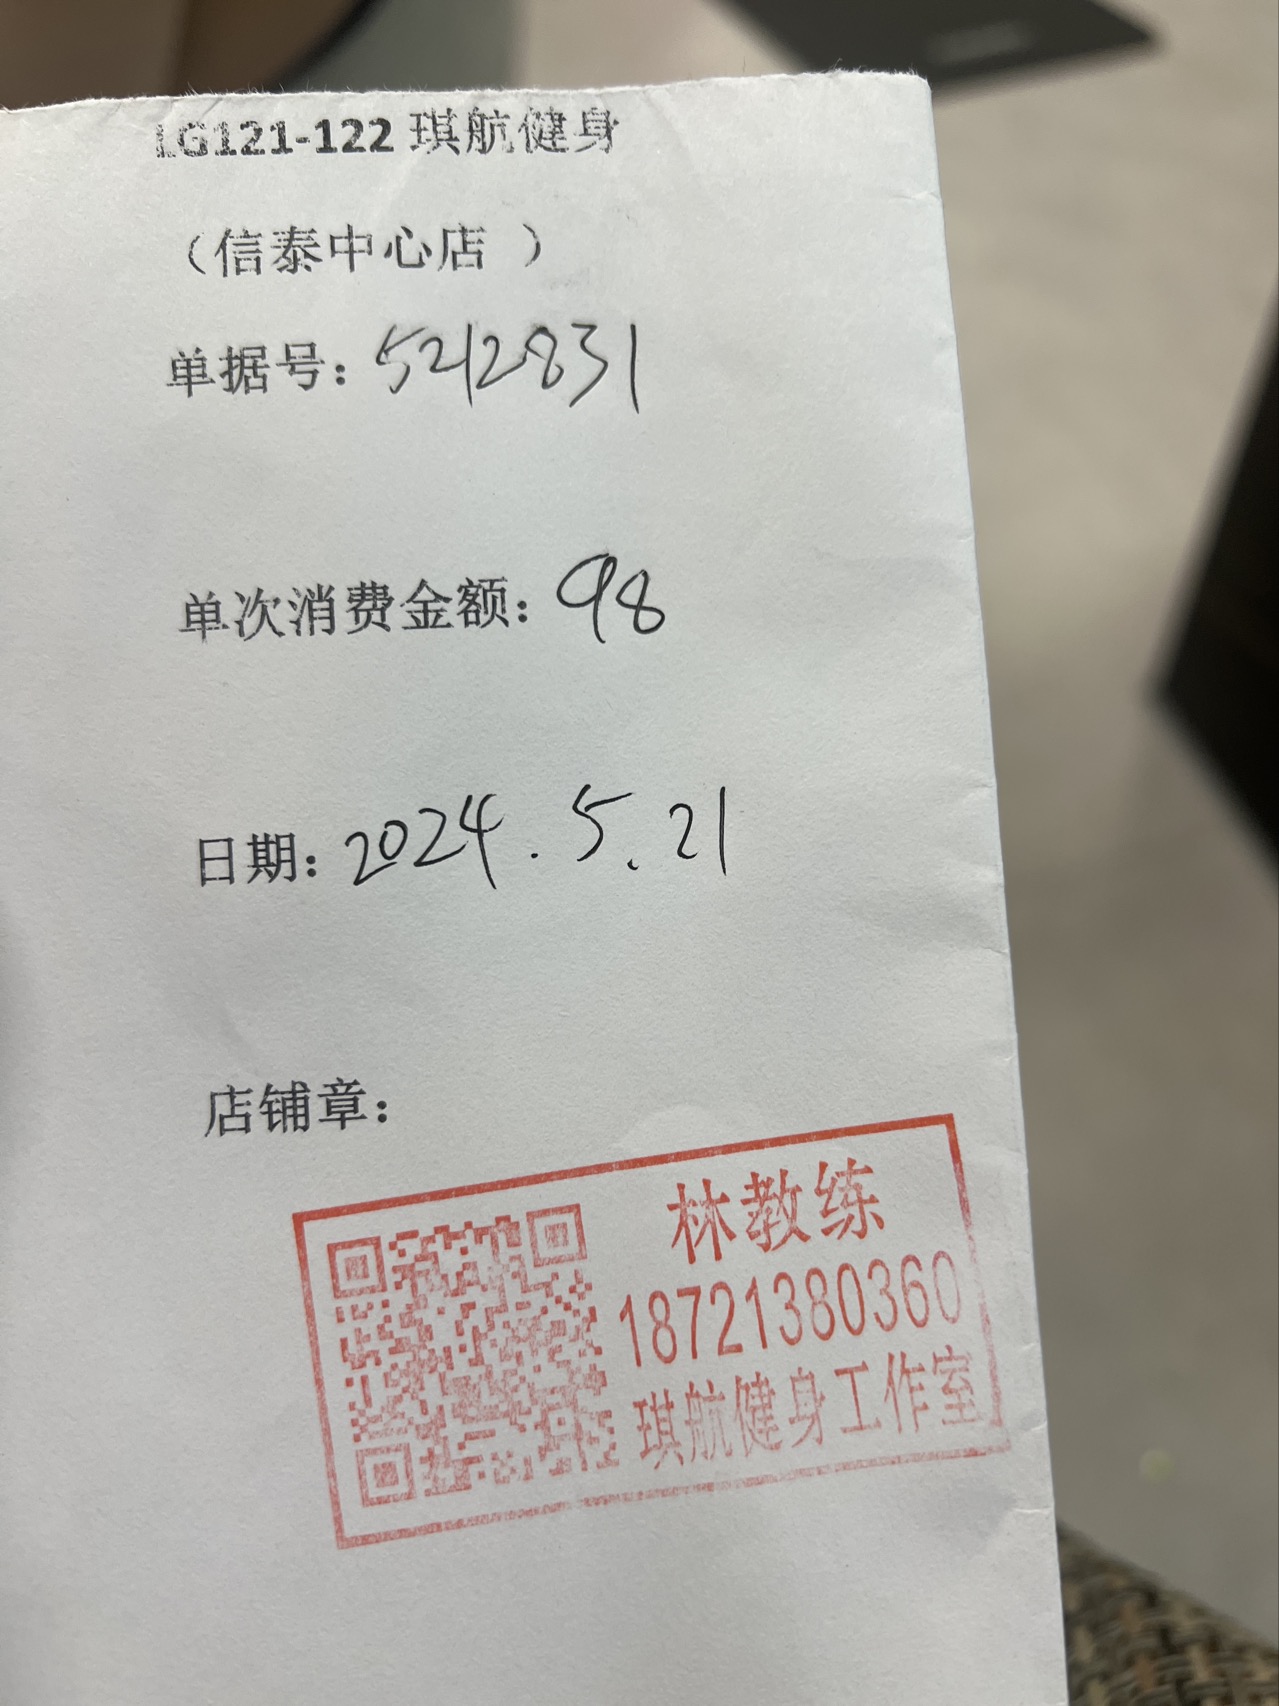 LG121-122 琪航健身
（信泰中心店 ）
单据号：5212831
单次消费金额：98
日期：2024.5.21
店铺章：
林教练
18721380360
琪航健身工作室